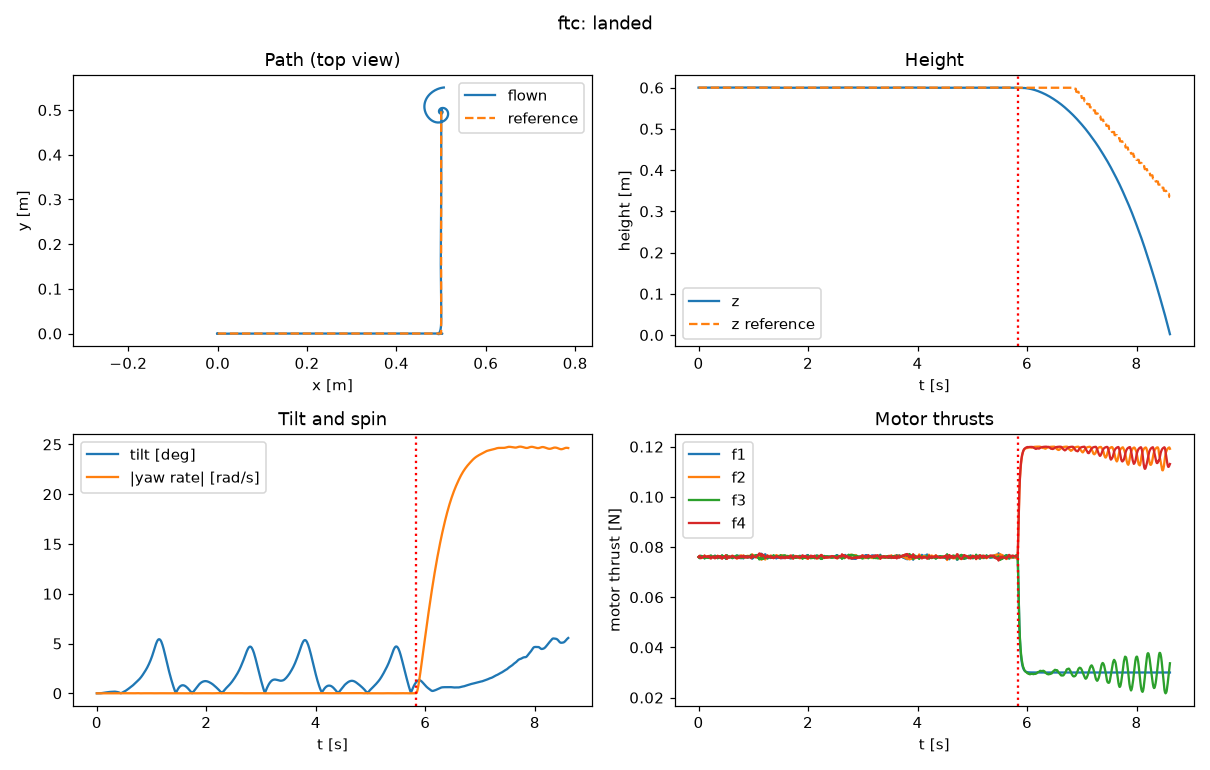 ftc: landed
Path (top view)
y [m]
0.5
0.4
0.3
0.2
0.1
0.0
−0.2
0.0
0.2
0.4
0.6
0.8
x [m]
flown
reference
Height
height [m]
0.6
0.5
0.4
0.3
0.2
0.1
0.0
0
2
4
6
8
t [s]
z
z reference
Tilt and spin
25
20
15
10
5
0
0
2
4
6
8
t [s]
tilt [deg]
|yaw rate| [rad/s]
Motor thrusts
motor thrust [N]
0.12
0.10
0.08
0.06
0.04
0.02
0
2
4
6
8
t [s]
f1
f2
f3
f4